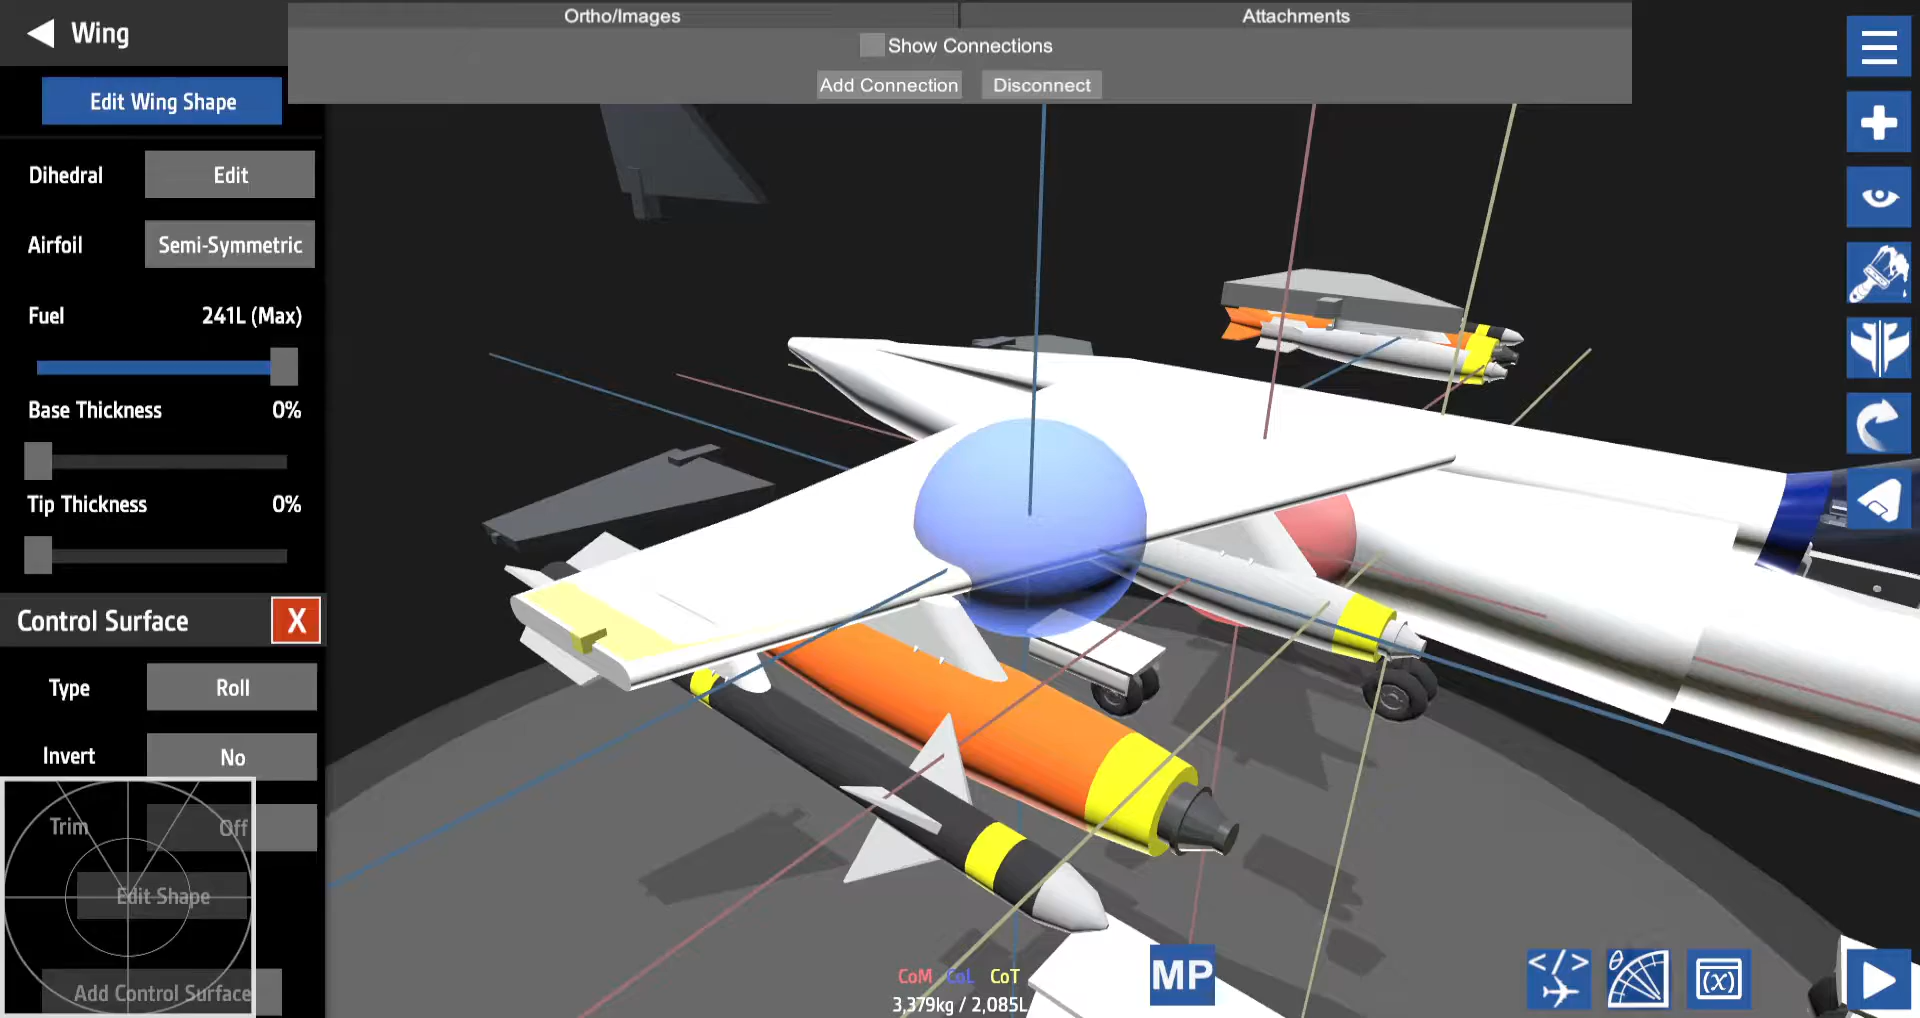 Wing
Ortho/Images
Attachments
Show Connections
Add Connection
Disconnect
Edit Wing Shape
Dihedral
Edit
Airfoil
Semi-Symmetric
Fuel
241L (Max)
Base Thickness
0%
Tip Thickness
0%
Control Surface
X
Type
Roll
Invert
No
Trim
Off
Edit Shape
Add Control Surface
CoM CoL CoT
3,379kg / 2,085L
MP
</>
θ
(x)